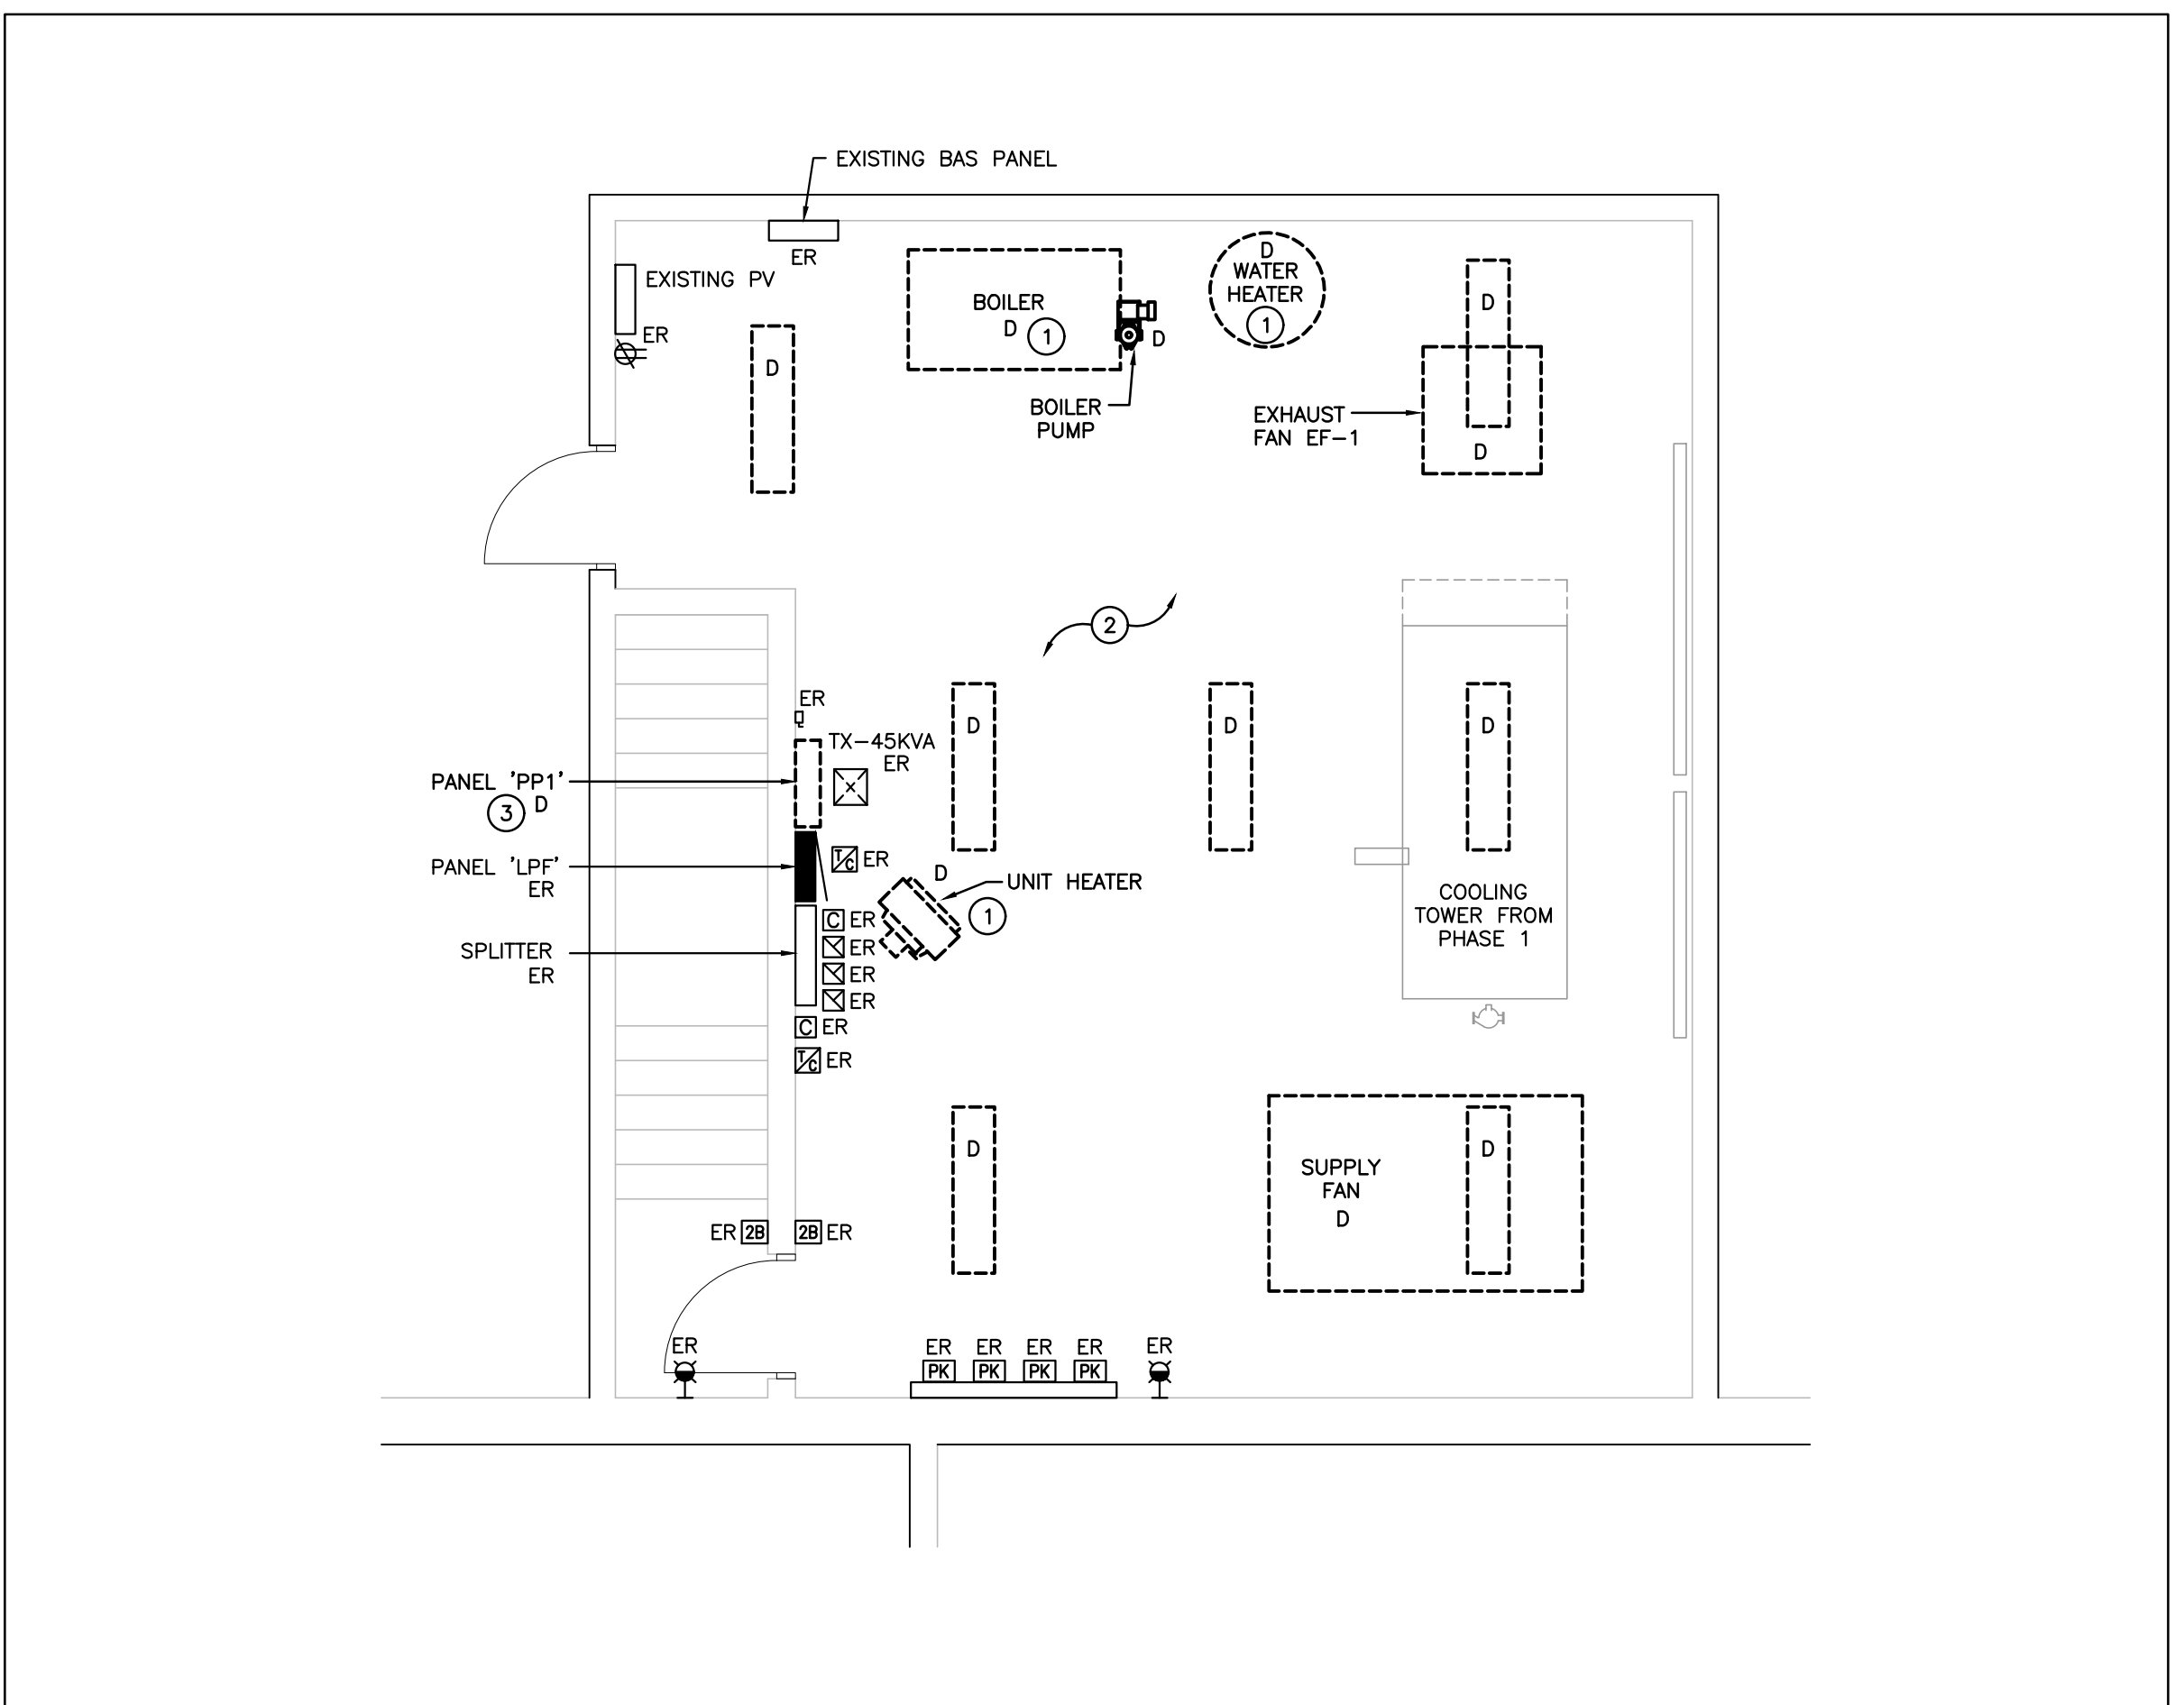 EXISTING BAS PANEL
ER
EXISTING PV
ER
D
BOILER
D 1
D
BOILER
PUMP
D
WATER
HEATER
1
D
EXHAUST
FAN EF-1
D
2
ER
TX-45KVA
ER
PANEL 'PP1'
3 D
PANEL 'LPF'
ER
SPLITTER
ER
T/C ER
C ER
ER
ER
ER
C ER
T/C ER
D
UNIT HEATER
1
D
D
D
COOLING
TOWER FROM
PHASE 1
D
SUPPLY
FAN
D
D
ER 2B 2B ER
ER
ER ER ER ER
PK PK PK PK
ER